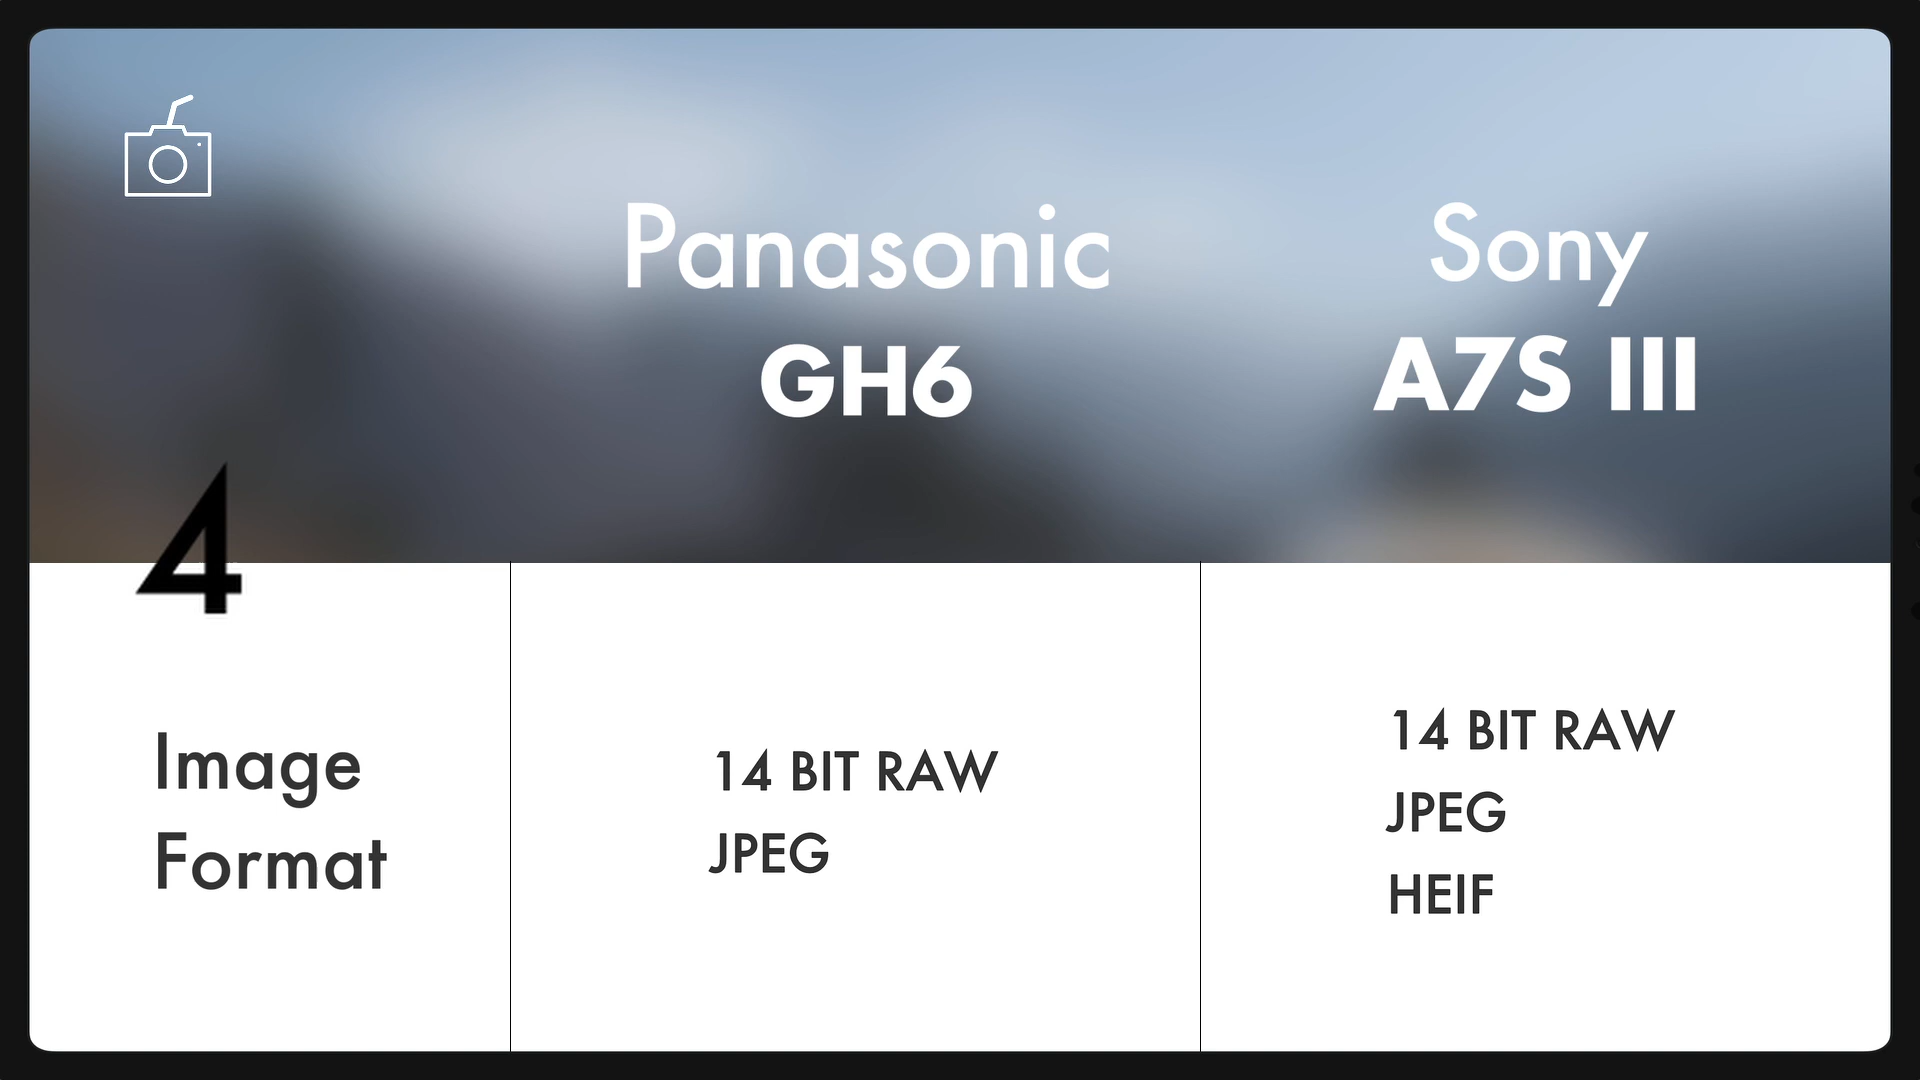 Panasonic
GH6
Sony
A7S III
4
Image
Format
14 BIT RAW
JPEG
14 BIT RAW
JPEG
HEIF